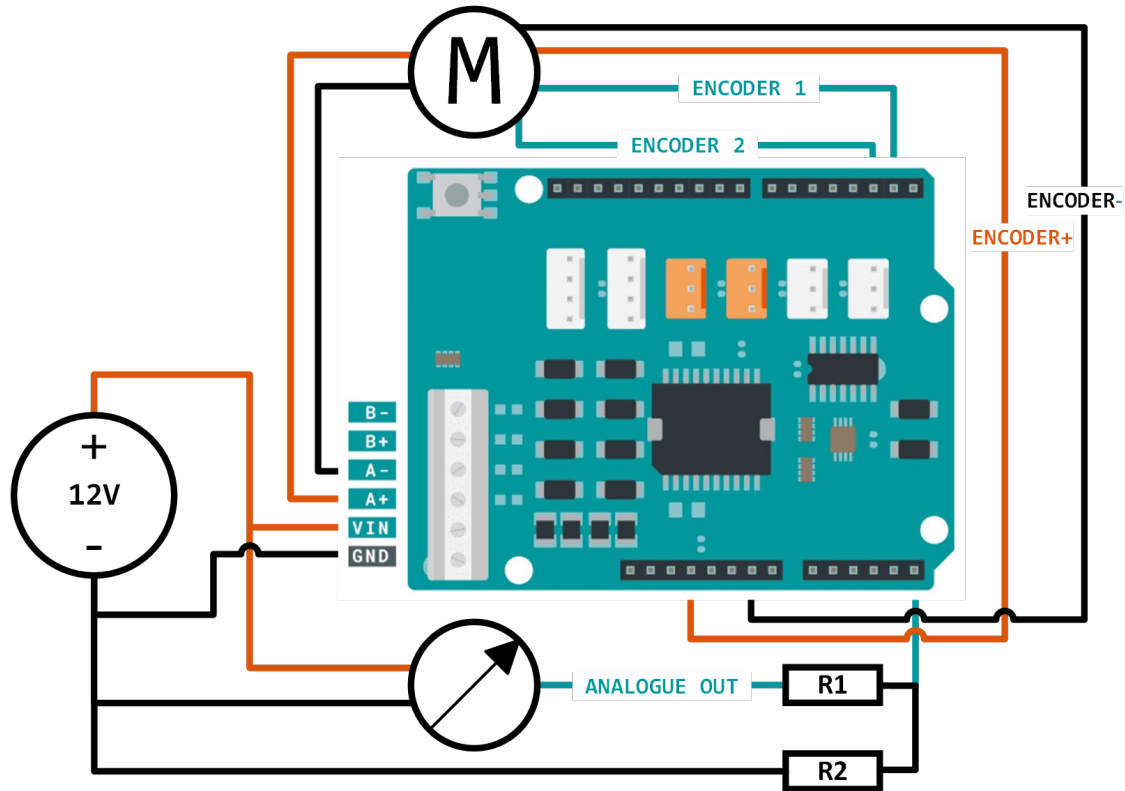 M
ENCODER 1
ENCODER 2
ENCODER-
ENCODER+
B-
B+
A-
A+
VIN
GND
+
12V
-
ANALOGUE OUT
R1
R2